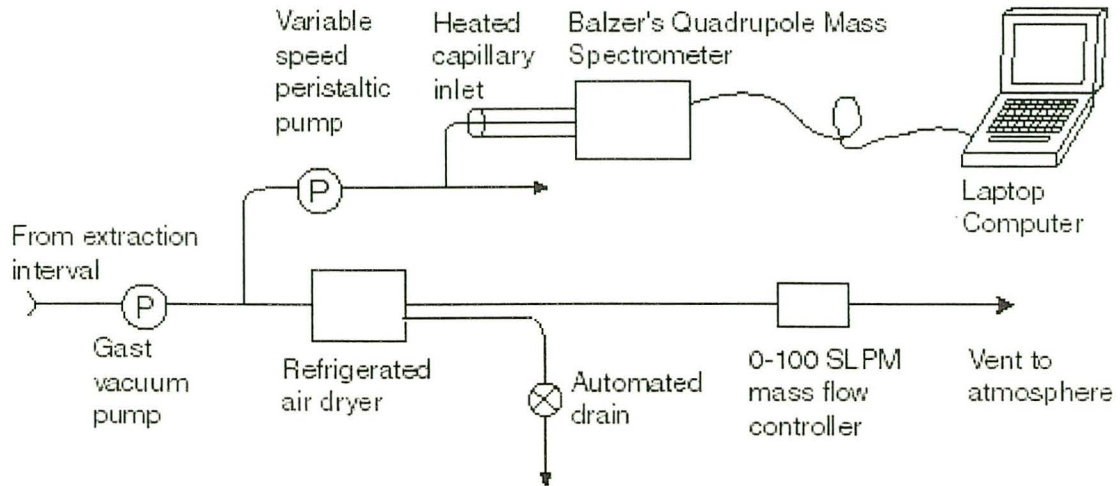 Variable
speed
peristaltic
pump
Heated
capillary
inlet
Balzer's Quadrupole Mass
Spectrometer
P
Laptop
Computer
From extraction
interval
P
Gast
vacuum
pump
Refrigerated
air dryer
Automated
drain
0-100 SLPM
mass flow
controller
Vent to
atmosphere